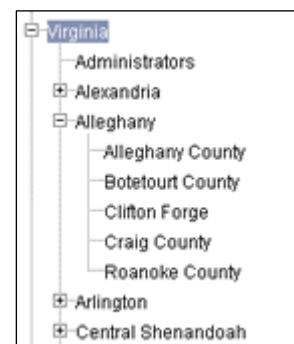 Virginia
Administrators
Alexandria
Alleghany
Alleghany County
Botetourt County
Clifton Forge
Craig County
Roanoke County
Arlington
Central Shenandoah